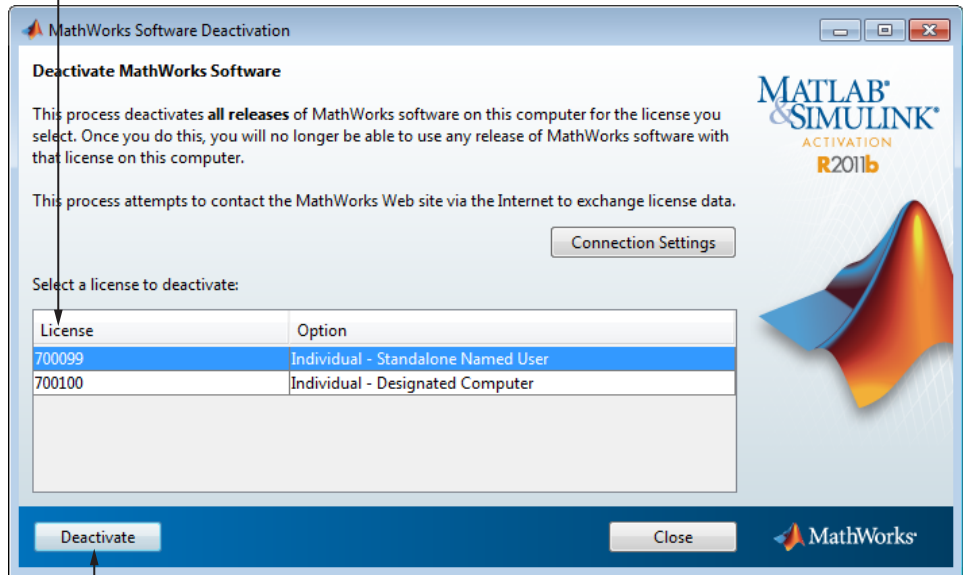 MathWorks Software Deactivation
Deactivate MathWorks Software
This process deactivates all releases of MathWorks software on this computer for the license you
select. Once you do this, you will no longer be able to use any release of MathWorks software with
that license on this computer.
This process attempts to contact the MathWorks Web site via the Internet to exchange license data.
Connection Settings
MATLAB®
&SIMULINK®
ACTIVATION
R2011b
Select a license to deactivate:
License Option
700099 Individual - Standalone Named User
700100 Individual - Designated Computer
Deactivate Close MathWorks®